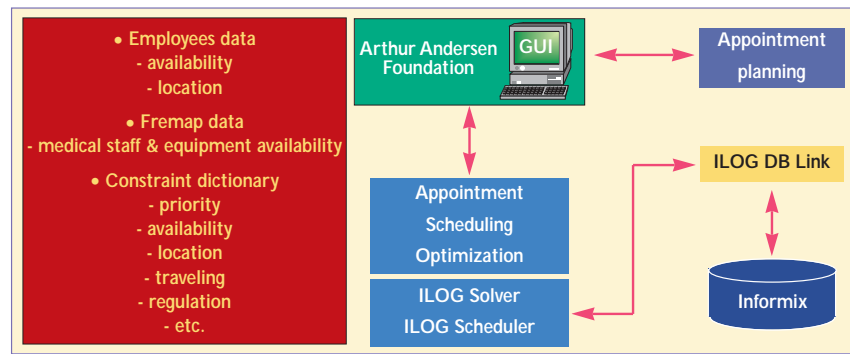 • Employees data
- availability
- location
• Fremap data
- medical staff & equipment availability
• Constraint dictionary
- priority
- availability
- location
- traveling
- regulation
- etc.
Arthur Andersen
Foundation
GUI
Appointment
planning
Appointment
Scheduling
Optimization
ILOG Solver
ILOG Scheduler
ILOG DB Link
Informix